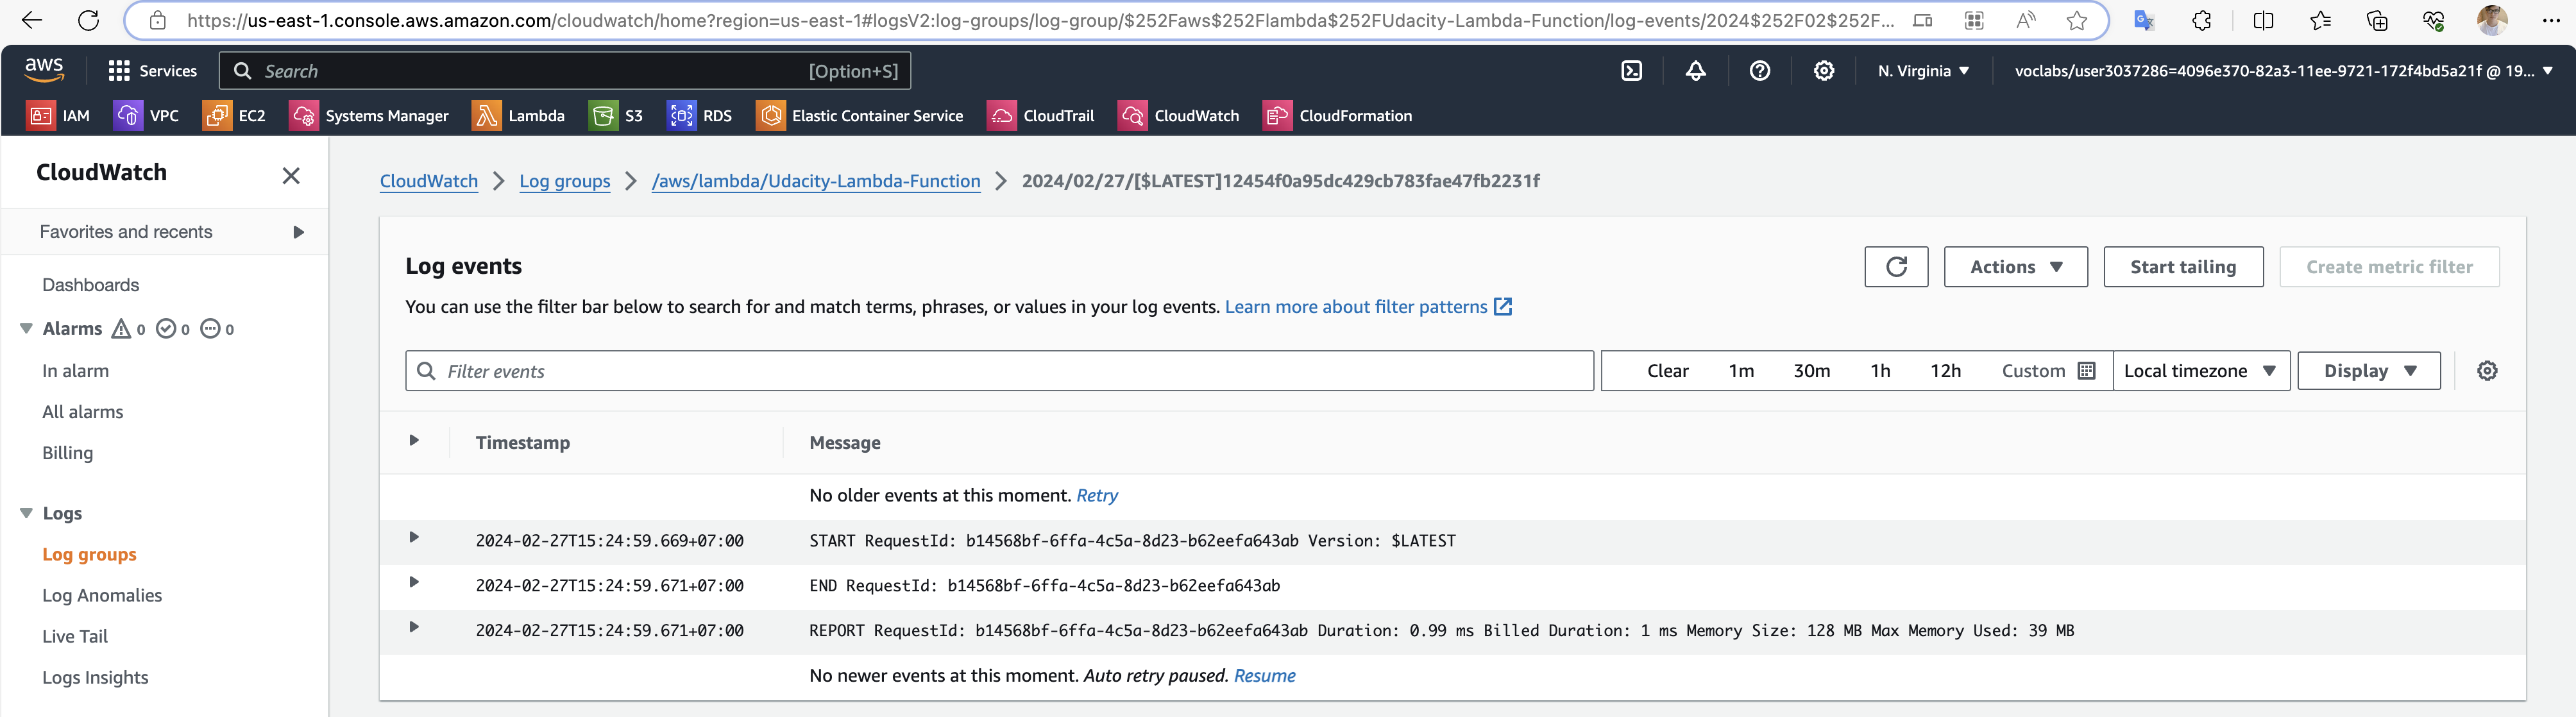 https://us-east-1.console.aws.amazon.com/cloudwatch/home?region=us-east-1#logsV2:log-groups/log-group/$252Faws$252Flambda$252FUdacity-Lambda-Function/log-events/2024$252F02$252F...
aws Services Search [Option+S] N. Virginia voclabs/user3037286=4096e370-82a3-11ee-9721-172f4bd5a21f @ 19...
IAM VPC EC2 Systems Manager Lambda S3 RDS Elastic Container Service CloudTrail CloudWatch CloudFormation
CloudWatch
Favorites and recents
Dashboards
Alarms 0 0 0
In alarm
All alarms
Billing
Logs
Log groups
Log Anomalies
Live Tail
Logs Insights
CloudWatch Log groups /aws/lambda/Udacity-Lambda-Function 2024/02/27/[$LATEST]12454f0a95dc429cb783fae47fb2231f
Log events
Actions Start tailing Create metric filter
You can use the filter bar below to search for and match terms, phrases, or values in your log events. Learn more about filter patterns
Filter events Clear 1m 30m 1h 12h Custom Local timezone Display
Timestamp Message
No older events at this moment. Retry
2024-02-27T15:24:59.669+07:00 START RequestId: b14568bf-6ffa-4c5a-8d23-b62eefa643ab Version: $LATEST
2024-02-27T15:24:59.671+07:00 END RequestId: b14568bf-6ffa-4c5a-8d23-b62eefa643ab
2024-02-27T15:24:59.671+07:00 REPORT RequestId: b14568bf-6ffa-4c5a-8d23-b62eefa643ab Duration: 0.99 ms Billed Duration: 1 ms Memory Size: 128 MB Max Memory Used: 39 MB
No newer events at this moment. Auto retry paused. Resume